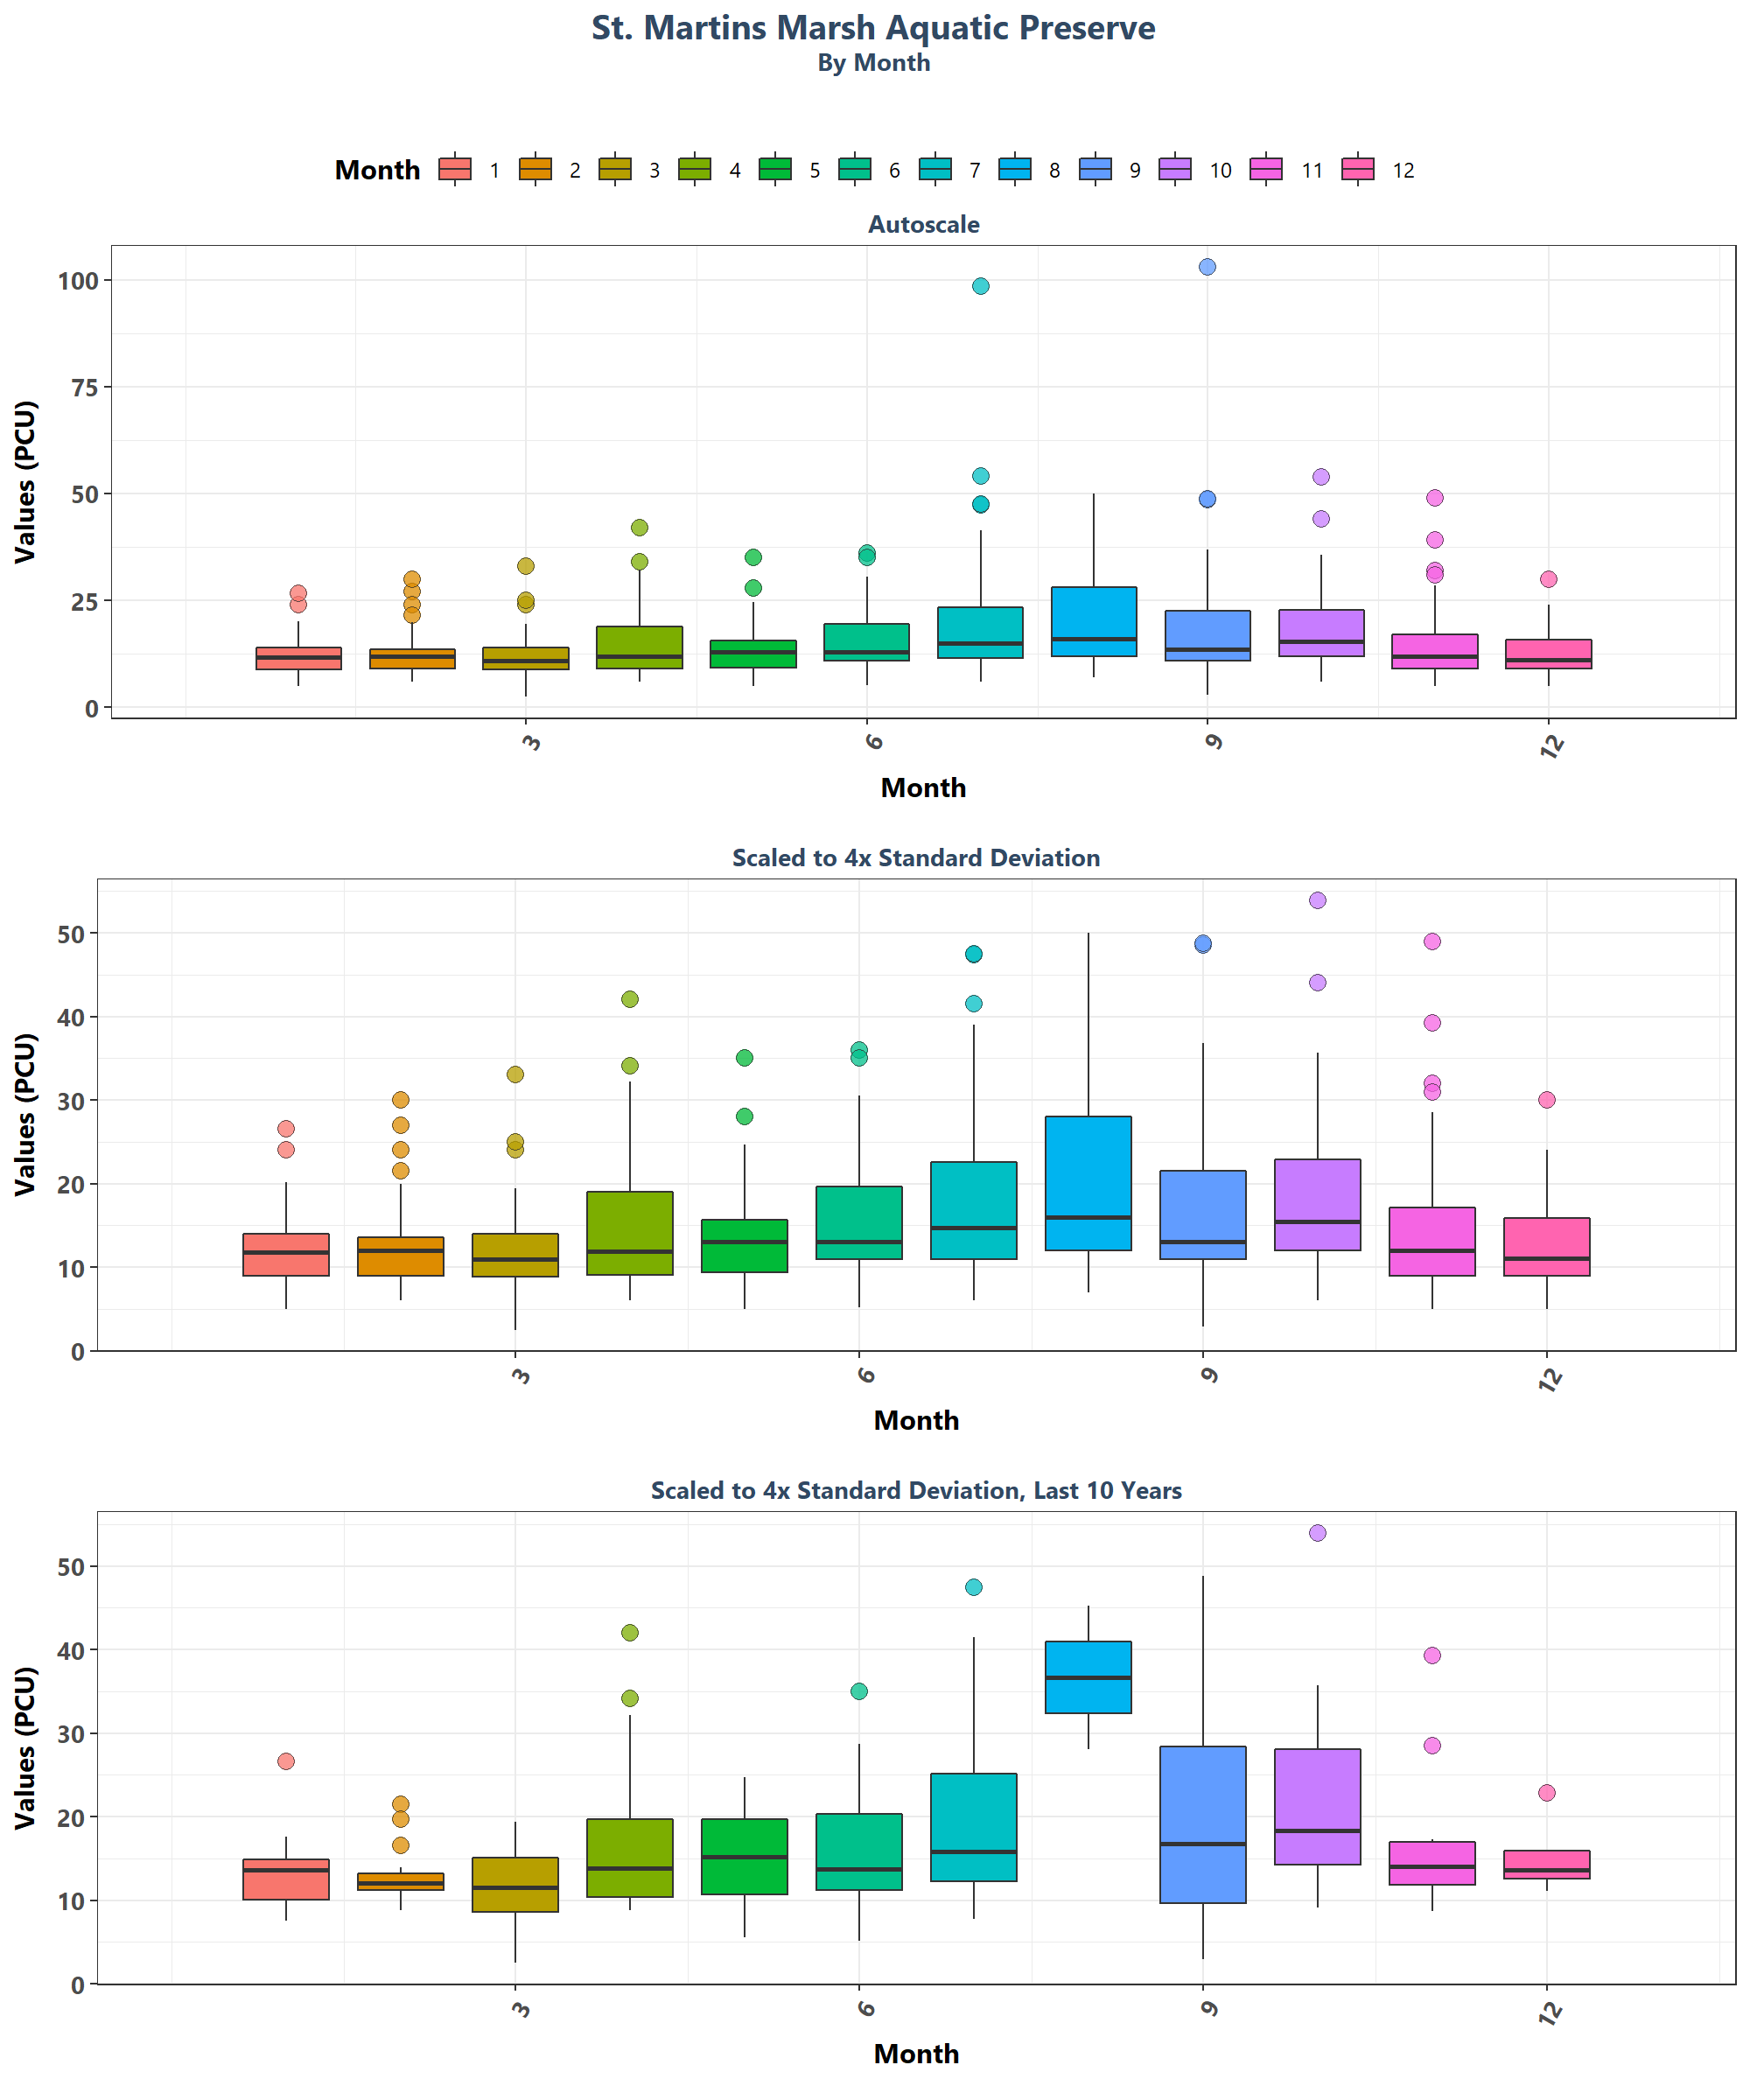 St. Martins Marsh Aquatic Preserve
By Month
Month 1 2 3 4 5 6 7 8 9 10 11 12
Autoscale
Values (PCU)
100
75
50
25
0
3 6 9 12
Month
Scaled to 4x Standard Deviation
Values (PCU)
50
40
30
20
10
0
3 6 9 12
Month
Scaled to 4x Standard Deviation, Last 10 Years
Values (PCU)
50
40
30
20
10
0
3 6 9 12
Month